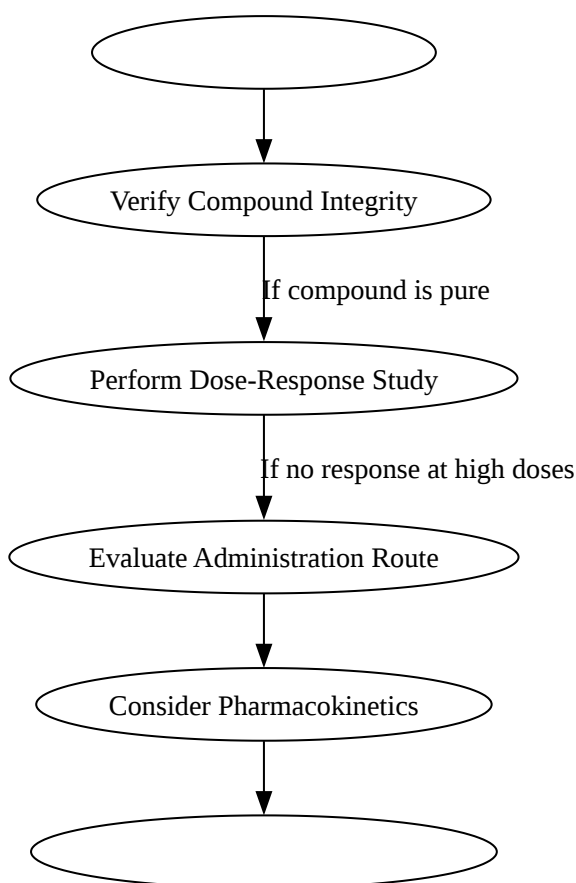 Verify Compound Integrity
If compound is pure
Perform Dose-Response Study
If no response at high doses
Evaluate Administration Route
Consider Pharmacokinetics